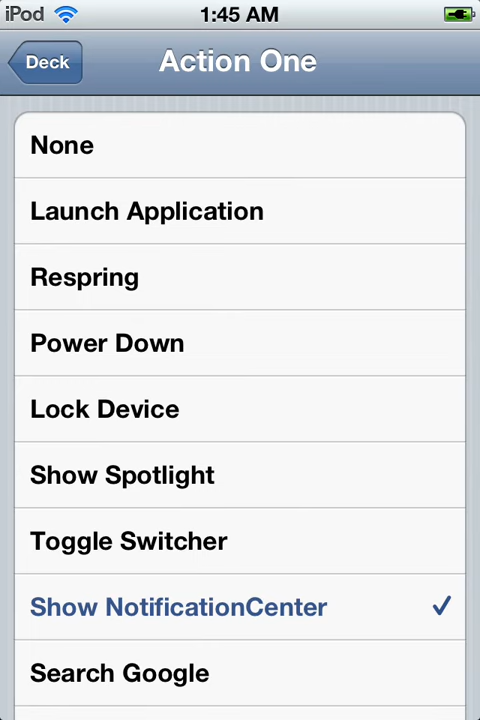 iPod 1:45 AM
Deck Action One
None
Launch Application
Respring
Power Down
Lock Device
Show Spotlight
Toggle Switcher
Show NotificationCenter
Search Google